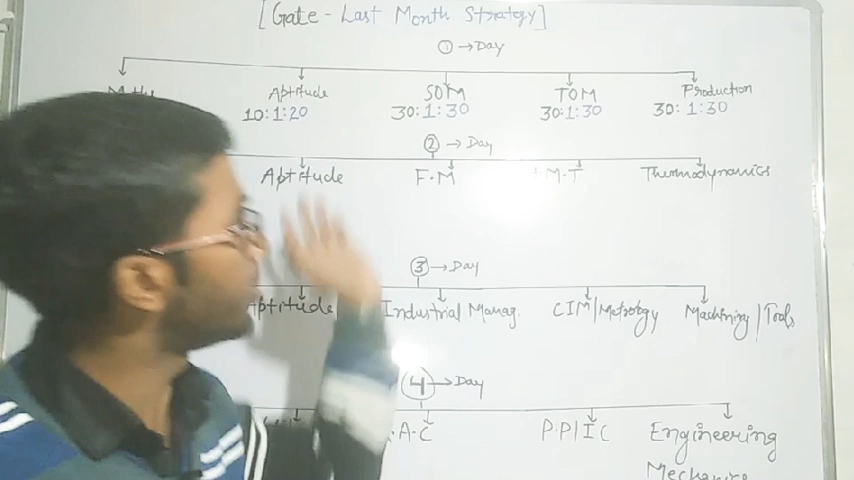 [Gate - Last Month Strategy]
① → Day
Aptitude SOM TOM Production
10:1:20 30:1:30 30:1:30 30:1:30
② → Day
Aptitude F.M M.T Thermodynamics
③ → Day
Aptitude Industrial Manag. CIM/Metrology Machining/Tools
④ → Day
.A.C P.P/IC Engineering